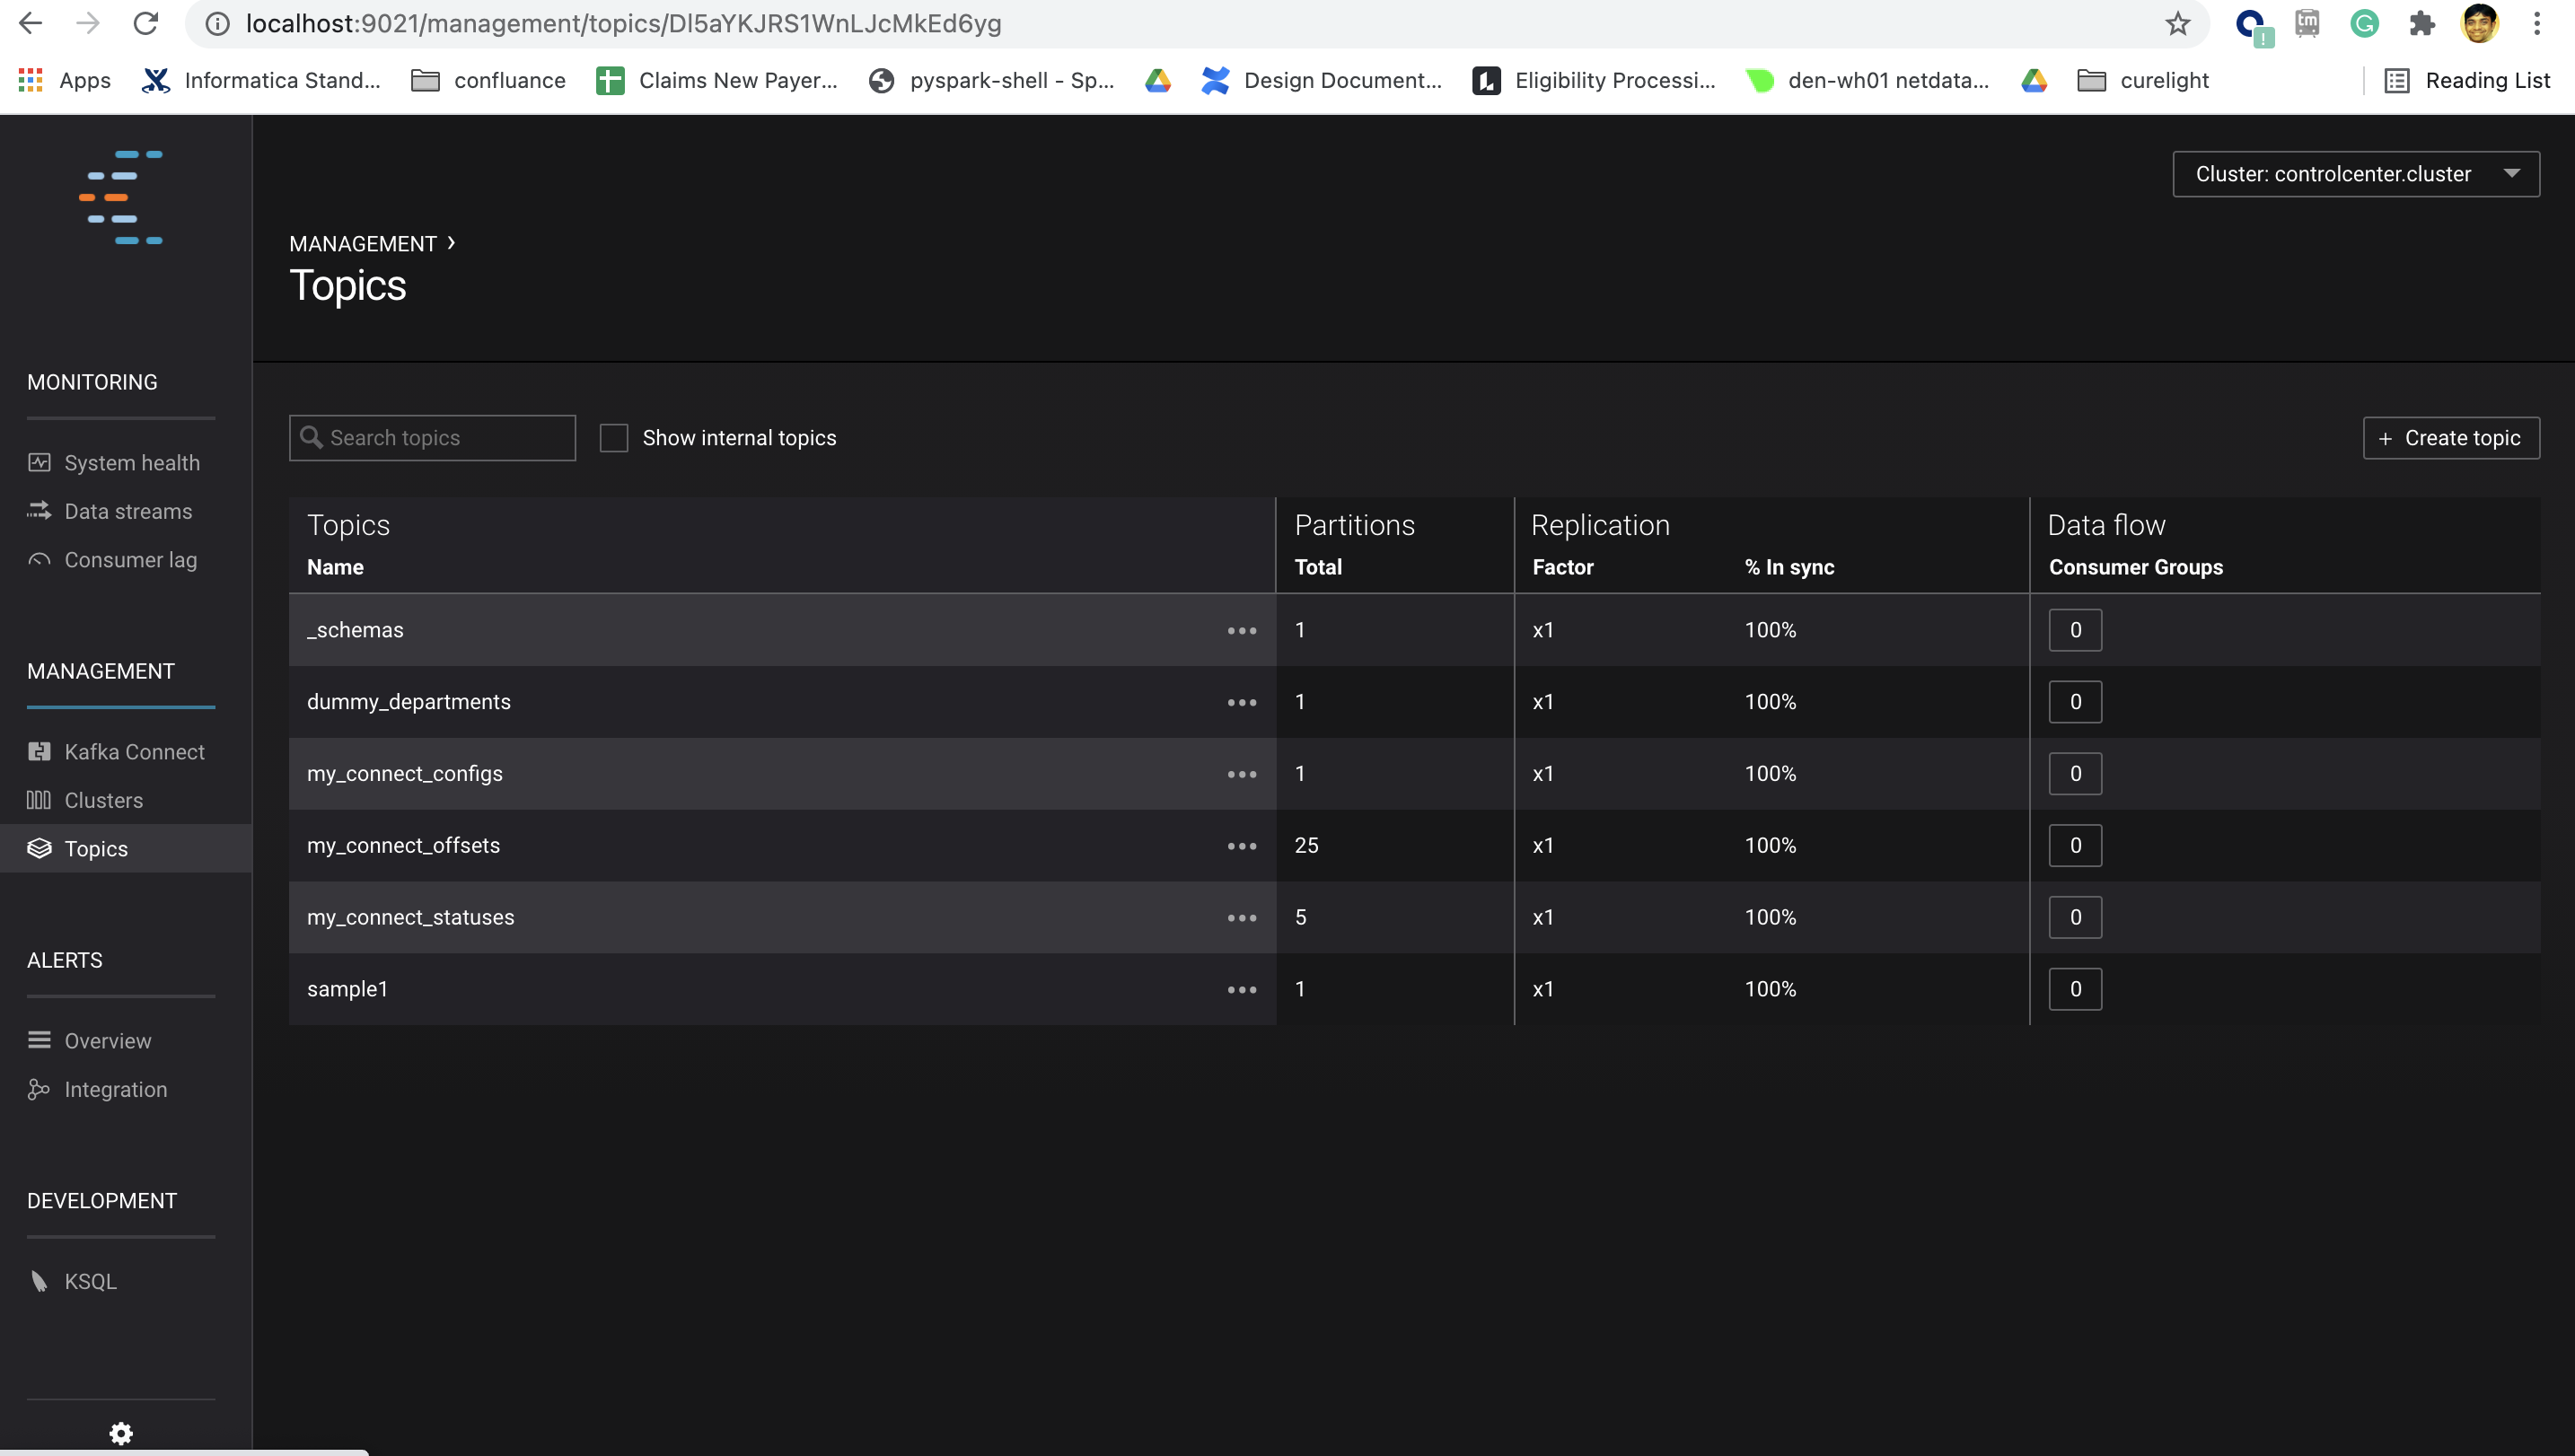 localhost:9021/management/topics/Dl5aYKJRS1WnLJcMkEd6yg
tm
Apps
Informatica Stand...
confluance
Claims New Payer...
pyspark-shell - Sp...
Design Document...
Eligibility Processi...
den-wh01 netdata...
curelight
Reading List
Cluster: controlcenter.cluster
MANAGEMENT ›
Topics
MONITORING
System health
Data streams
Consumer lag
MANAGEMENT
Kafka Connect
Clusters
Topics
ALERTS
Overview
Integration
DEVELOPMENT
KSQL
Search topics
Show internal topics
+ Create topic
Topics Partitions Replication Data flow
Name Total Factor % In sync Consumer Groups
_schemas ••• 1 x1 100% 0
dummy_departments ••• 1 x1 100% 0
my_connect_configs ••• 1 x1 100% 0
my_connect_offsets ••• 25 x1 100% 0
my_connect_statuses ••• 5 x1 100% 0
sample1 ••• 1 x1 100% 0